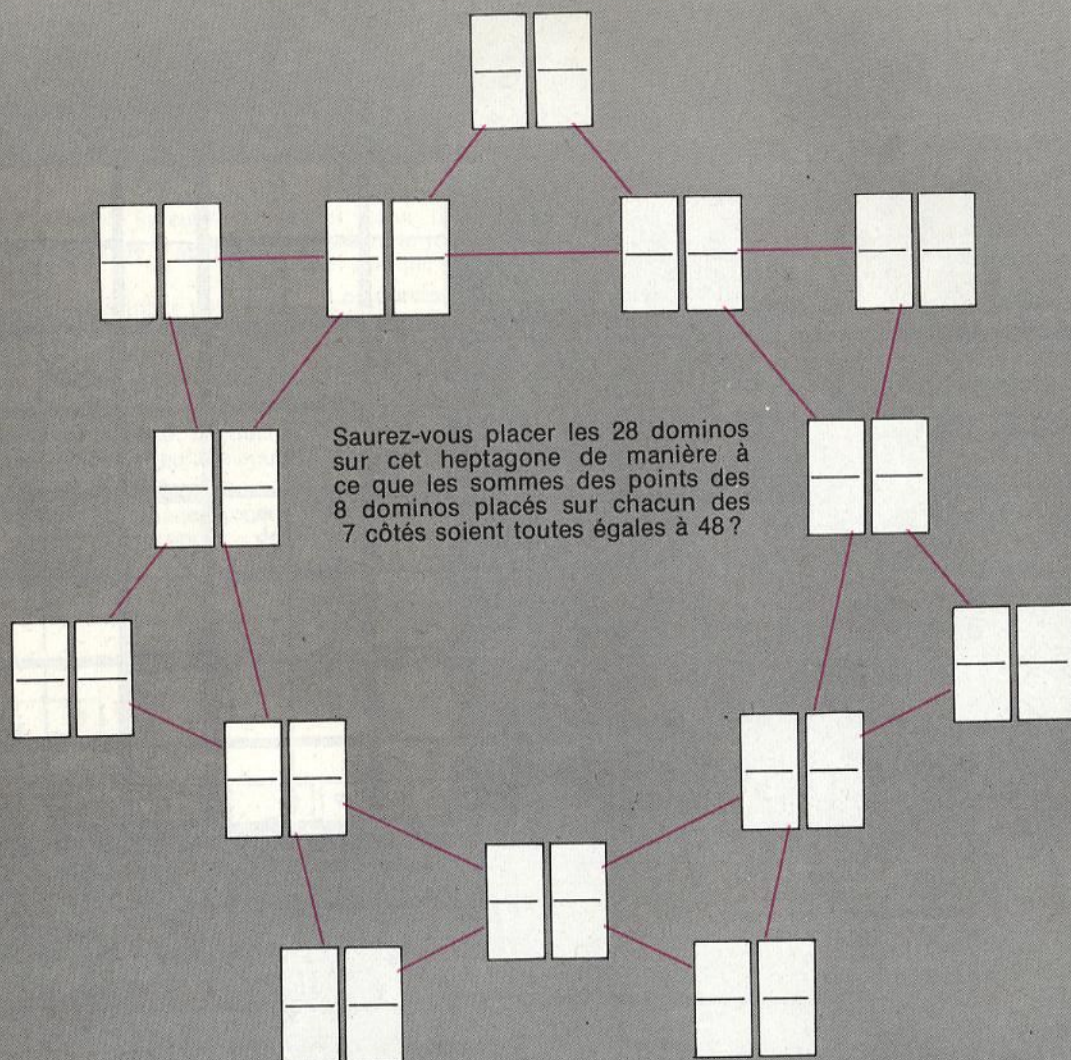 Saurez-vous placer les 28 dominos
sur cet heptagone de manière à
ce que les sommes des points des
8 dominos placés sur chacun des
7 côtés soient toutes égales à 48 ?